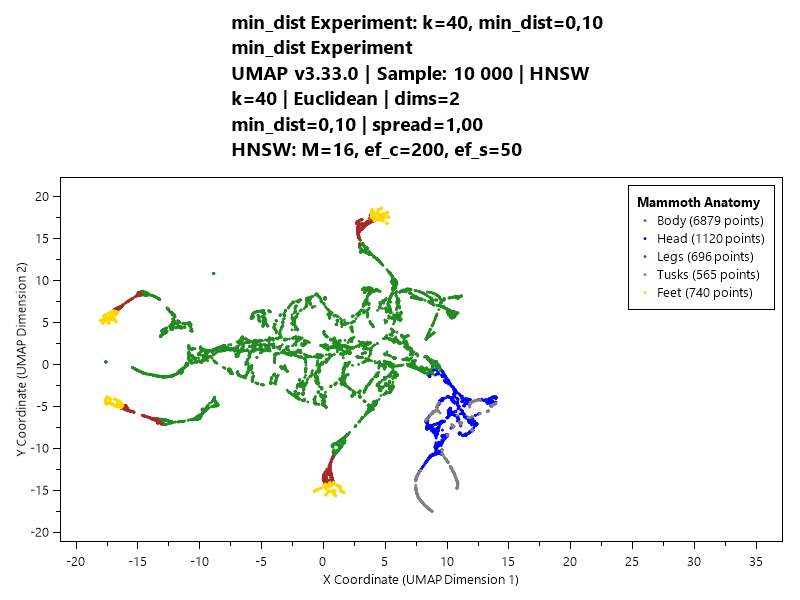 min_dist Experiment: k=40, min_dist=0,10
min_dist Experiment
UMAP v3.33.0 | Sample: 10 000 | HNSW
k=40 | Euclidean | dims=2
min_dist=0,10 | spread=1,00
HNSW: M=16, ef_c=200, ef_s=50
Mammoth Anatomy
Body (6879 points)
Head (1120 points)
Legs (696 points)
Tusks (565 points)
Feet (740 points)
Y Coordinate (UMAP Dimension 2)
20
15
10
5
0
-5
-10
-15
-20
-20 -15 -10 -5 0 5 10 15 20 25 30 35
X Coordinate (UMAP Dimension 1)